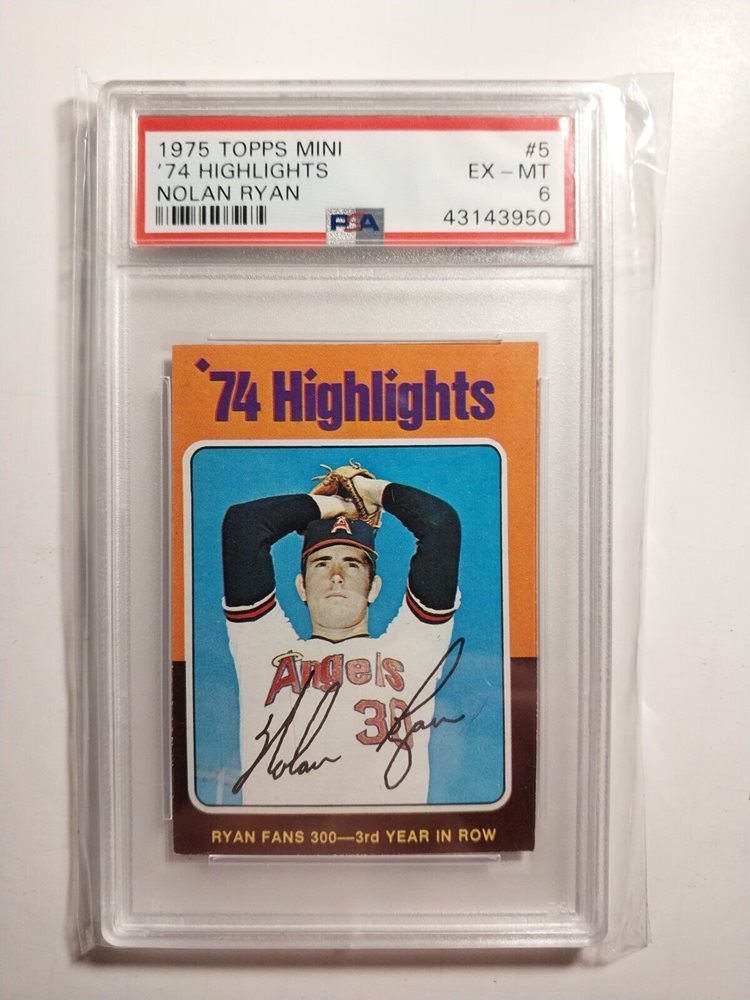 1975 TOPPS MINI #5
'74 HIGHLIGHTS EX - MT
NOLAN RYAN 6
PSA 43143950
'74 Highlights
A
Angels
30
Nolan Ryan
RYAN FANS 300—3rd YEAR IN ROW